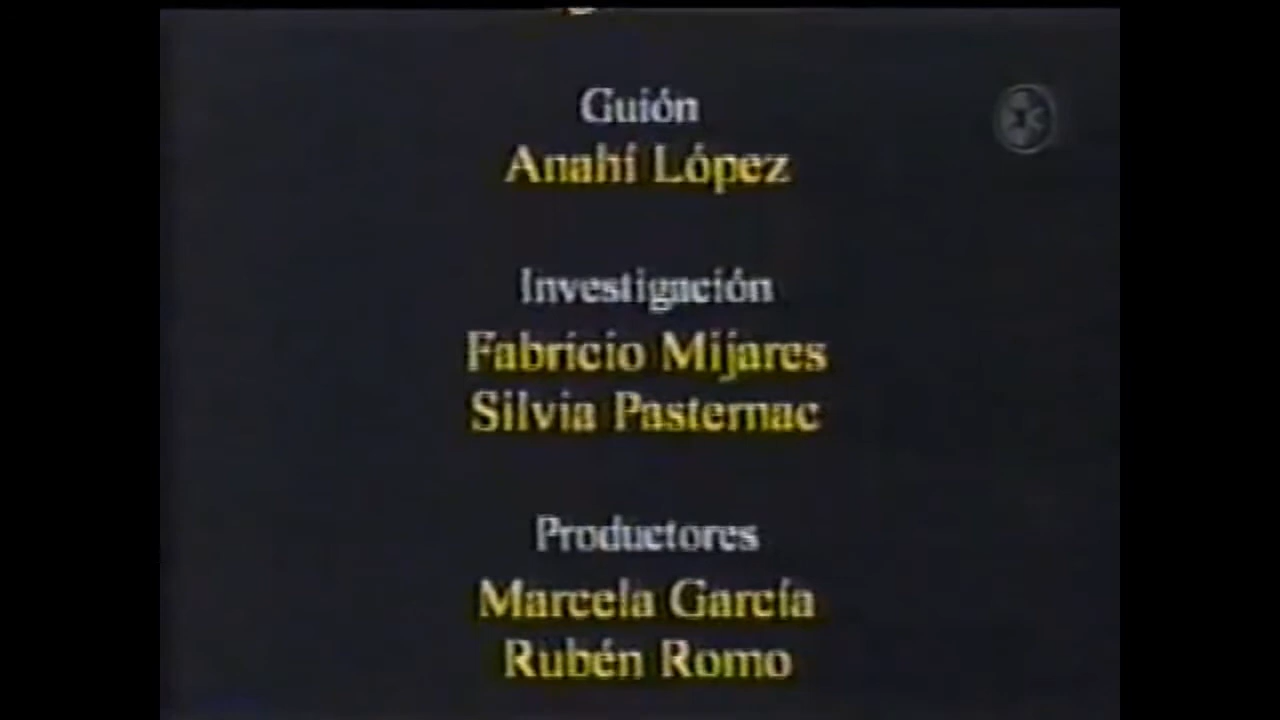 Guión
Anahí López
Investigación
Fabricio Mijares
Silvia Pasternac
Productores
Marcela García
Rubén Romo